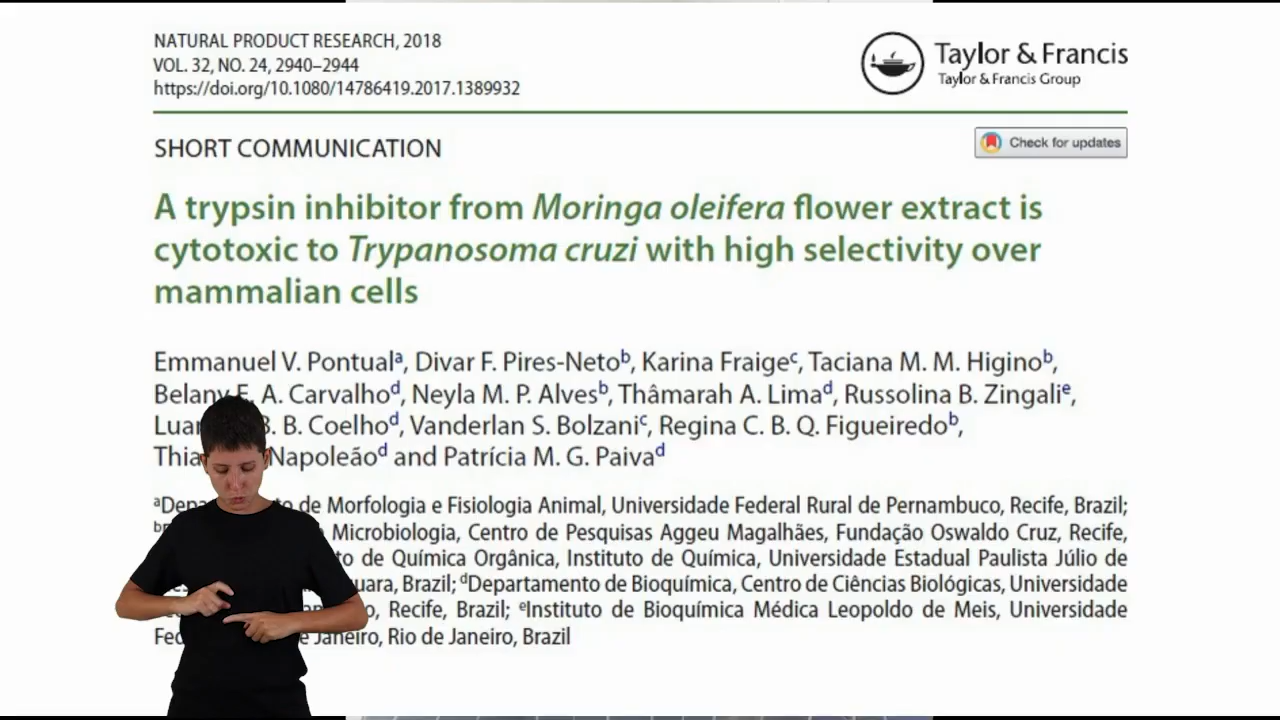 NATURAL PRODUCT RESEARCH, 2018
VOL. 32, NO. 24, 2940–2944
https://doi.org/10.1080/14786419.2017.1389932
Taylor & Francis
Taylor & Francis Group
SHORT COMMUNICATION
Check for updates
A trypsin inhibitor from Moringa oleifera flower extract is
cytotoxic to Trypanosoma cruzi with high selectivity over
mammalian cells
Emmanuel V. Pontualᵃ, Divar F. Pires-Netoᵇ, Karina Fraigeᶜ, Taciana M. M. Higinoᵇ,
Belany E. A. Carvalhoᵈ, Neyla M. P. Alvesᵇ, Thâmarah A. Limaᵈ, Russolina B. Zingaliᵉ,
B. B. Coelhoᵈ, Vanderlan S. Bolzaniᶜ, Regina C. B. Q. Figueiredoᵇ,
Napoleãoᵈ and Patrícia M. G. Paivaᵈ
de Morfologia e Fisiologia Animal, Universidade Federal Rural de Pernambuco, Recife, Brazil;
Microbiologia, Centro de Pesquisas Aggeu Magalhães, Fundação Oswaldo Cruz, Recife,
de Química Orgânica, Instituto de Química, Universidade Estadual Paulista Júlio de
Brazil; ᵈDepartamento de Bioquímica, Centro de Ciências Biológicas, Universidade
Recife, Brazil; ᵉInstituto de Bioquímica Médica Leopoldo de Meis, Universidade
Janeiro, Rio de Janeiro, Brazil